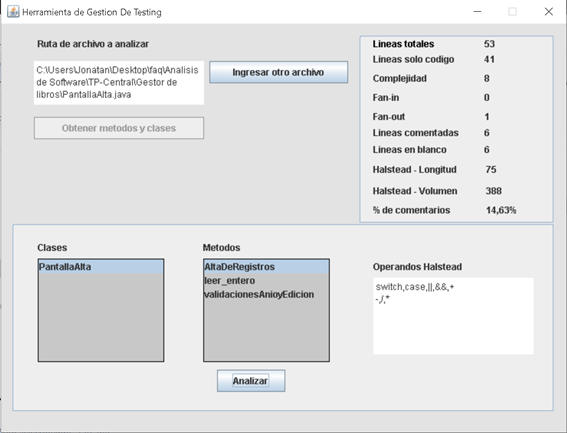 Herramienta de Gestion De Testing
Ruta de archivo a analizar
C:\Users\Jonatan\Desktop\faq\Analisis
de Software\TP-Central\Gestor de
libros\PantallaAlta.java
Ingresar otro archivo
Obtener metodos y clases
Lineas totales 53
Lineas solo codigo 41
Complejidad 8
Fan-in 0
Fan-out 1
Lineas comentadas 6
Lineas en blanco 6
Halstead - Longitud 75
Halstead - Volumen 388
% de comentarios 14,63%
Clases
PantallaAlta
Metodos
AltaDeRegistros
leer_entero
validacionesAnioyEdicion
Operandos Halstead
switch,case,||,&&,+
-,/,*
Analizar